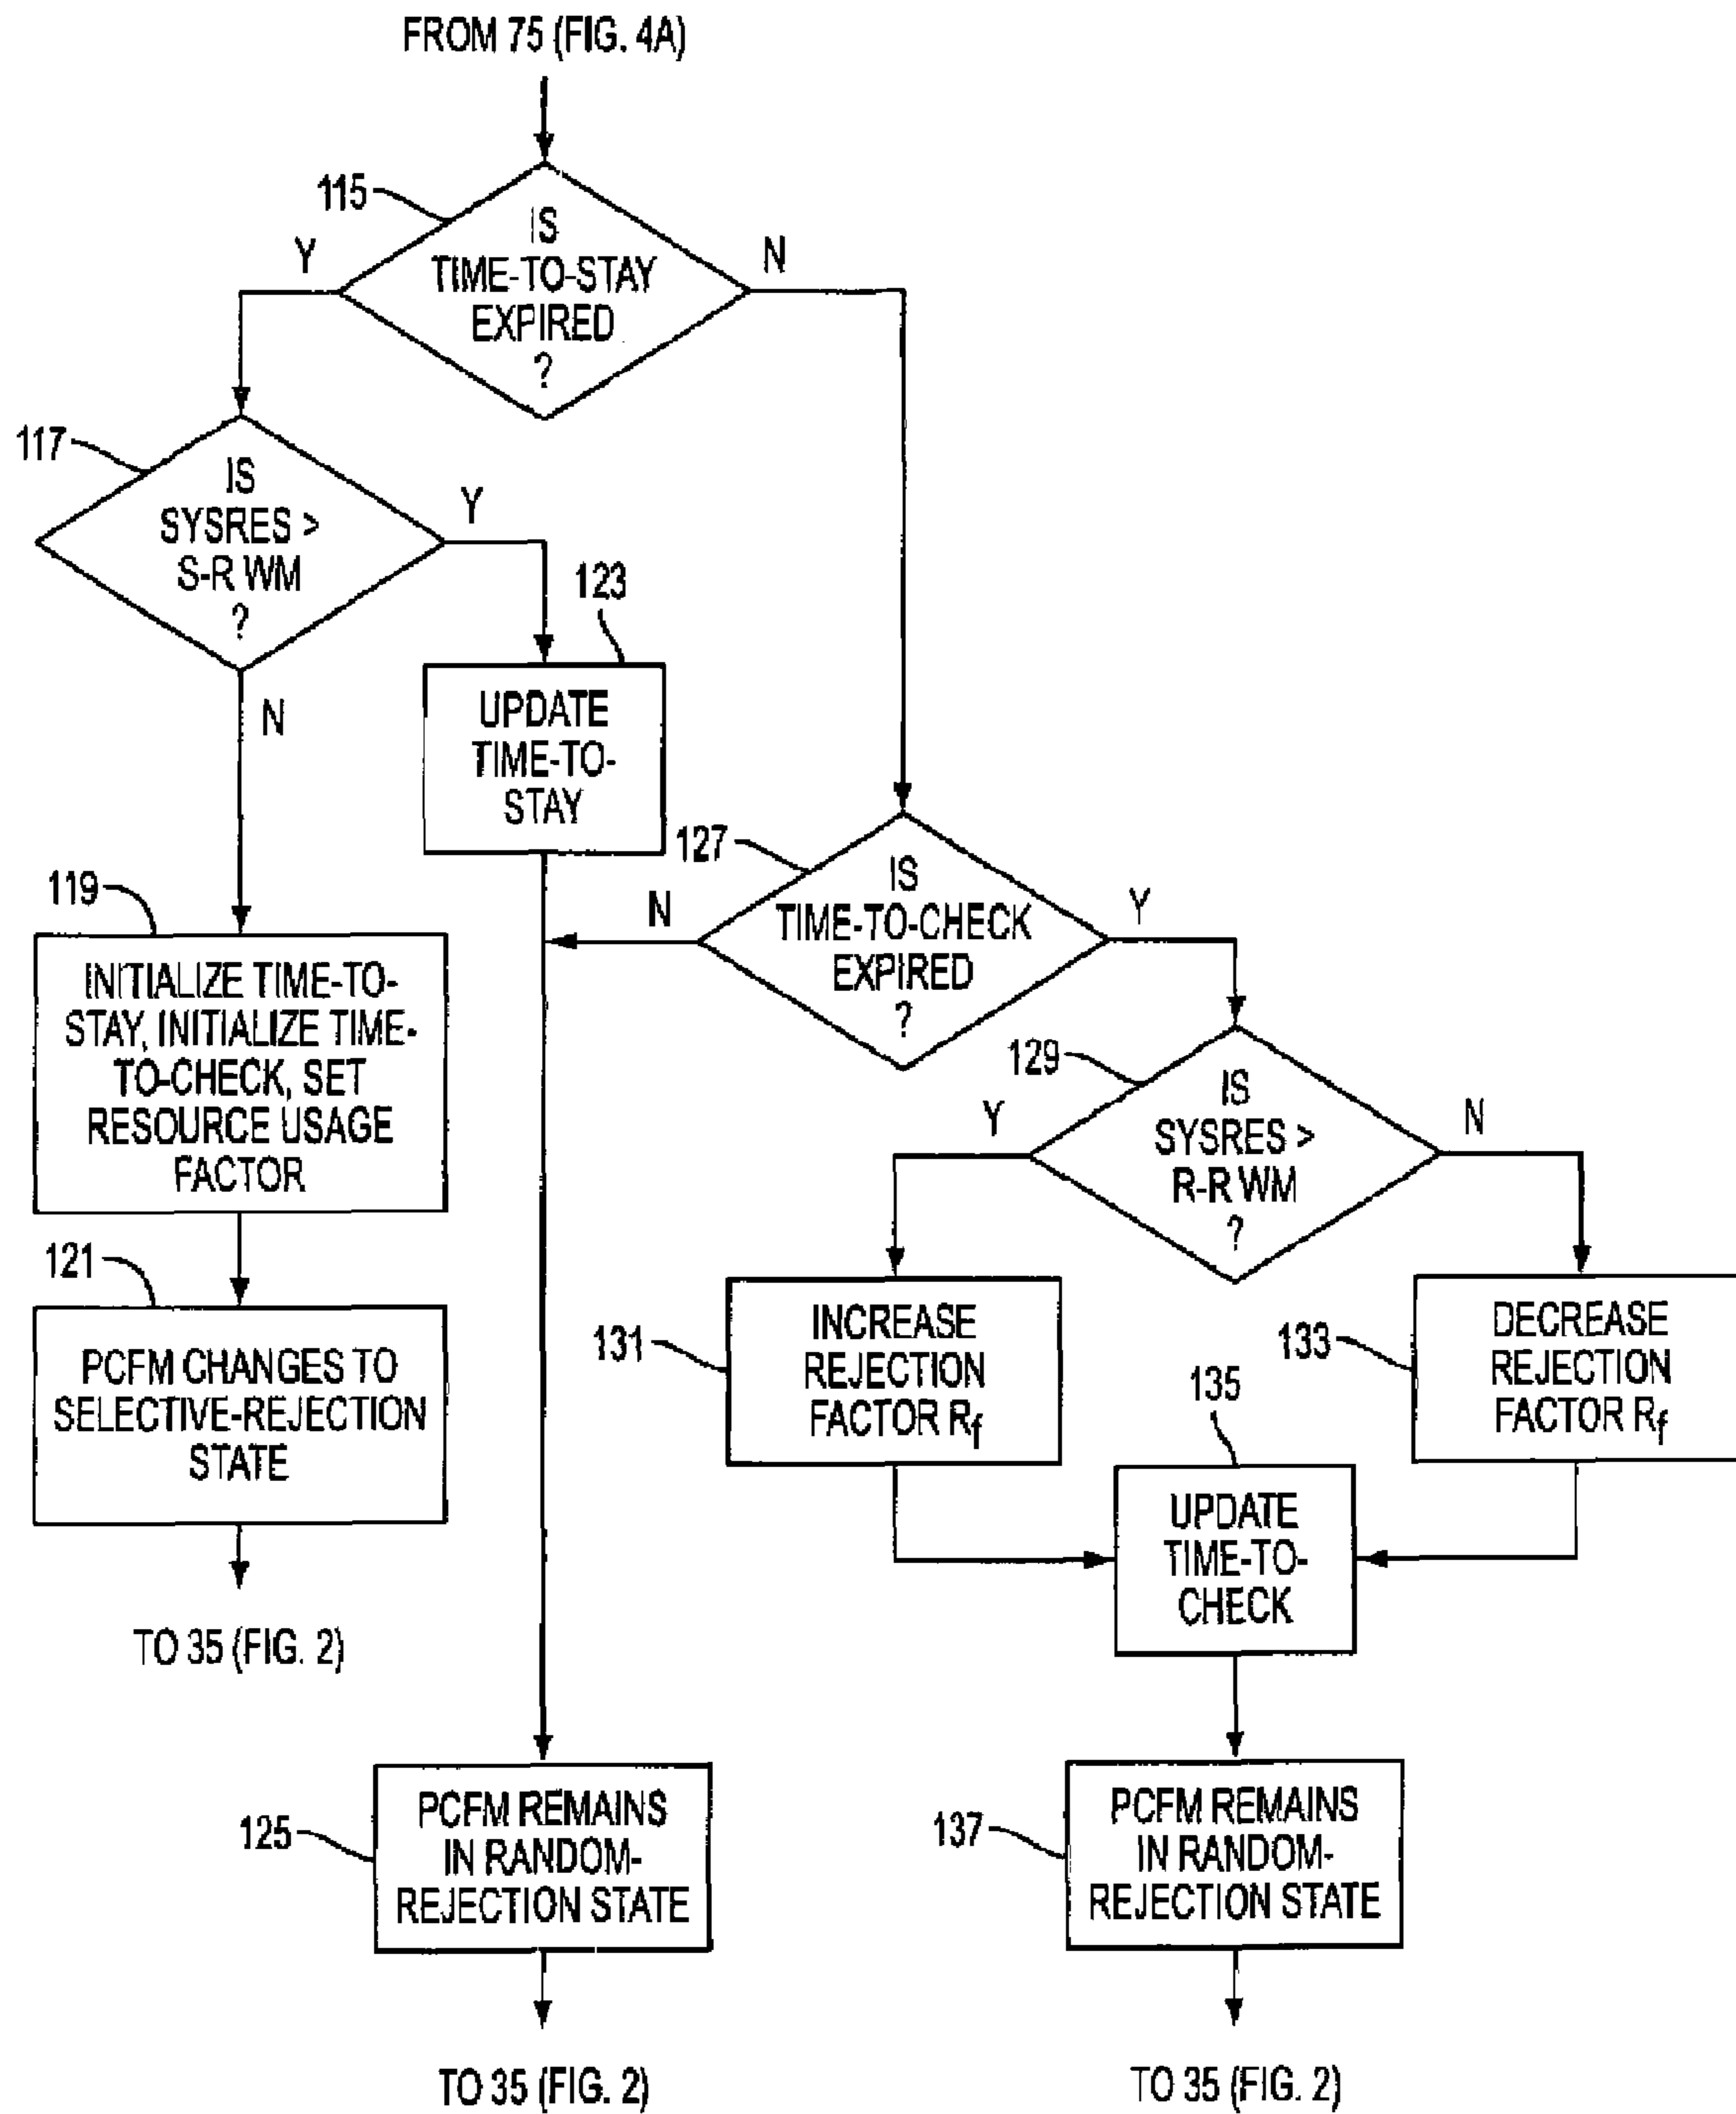 FROM 75 (FIG. 4A)
115
IS
TIME-TO-STAY
EXPIRED
?
Y
N
117
IS
SYSRES >
S-R WM
?
Y
N
123
UPDATE
TIME-TO-
STAY
127
IS
TIME-TO-CHECK
EXPIRED
?
N
Y
119
INITIALIZE TIME-TO-
STAY, INITIALIZE TIME-
TO-CHECK, SET
RESOURCE USAGE
FACTOR
129
IS
SYSRES >
R-R WM
?
Y
N
121
PCFM CHANGES TO
SELECTIVE-REJECTION
STATE
TO 35 (FIG. 2)
131
INCREASE
REJECTION
FACTOR Rf
133
DECREASE
REJECTION
FACTOR Rf
135
UPDATE
TIME-TO-
CHECK
125
PCFM REMAINS
IN RANDOM-
REJECTION STATE
TO 35 (FIG. 2)
137
PCFM REMAINS
IN RANDOM-
REJECTION STATE
TO 35 (FIG. 2)